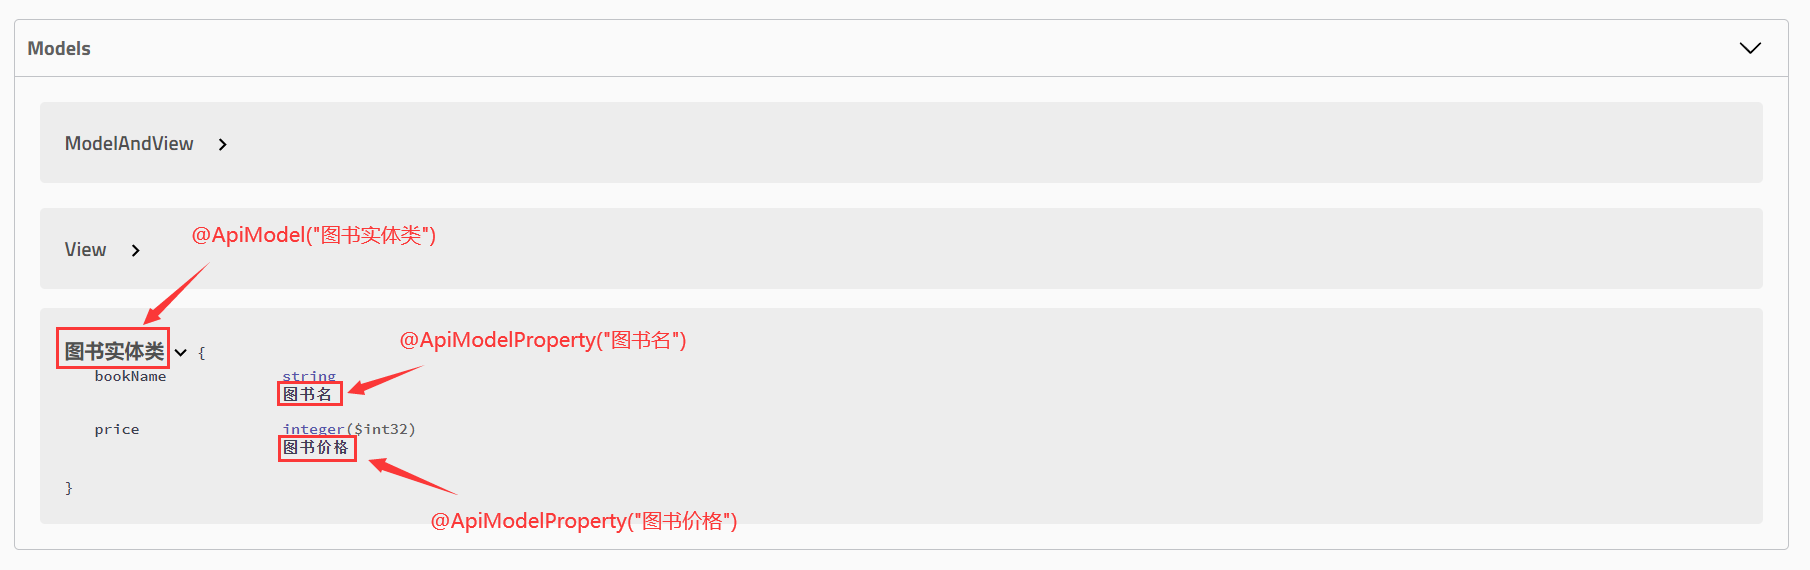 Models
ModelAndView
View
@ApiModel("图书实体类")
图书实体类 {
@ApiModelProperty("图书名")
bookName string
图书名
price integer($int32)
图书价格
}
@ApiModelProperty("图书价格")